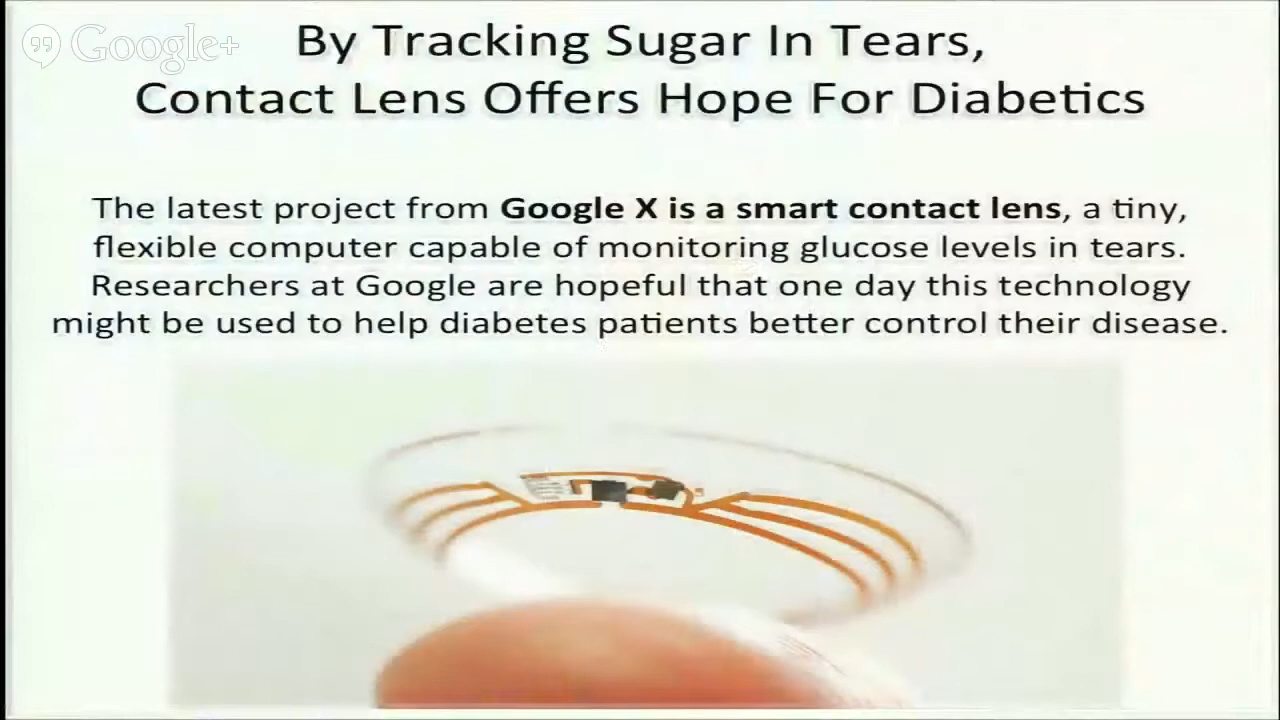 Google+
By Tracking Sugar In Tears,
Contact Lens Offers Hope For Diabetics
The latest project from Google X is a smart contact lens, a tiny,
flexible computer capable of monitoring glucose levels in tears.
Researchers at Google are hopeful that one day this technology
might be used to help diabetes patients better control their disease.